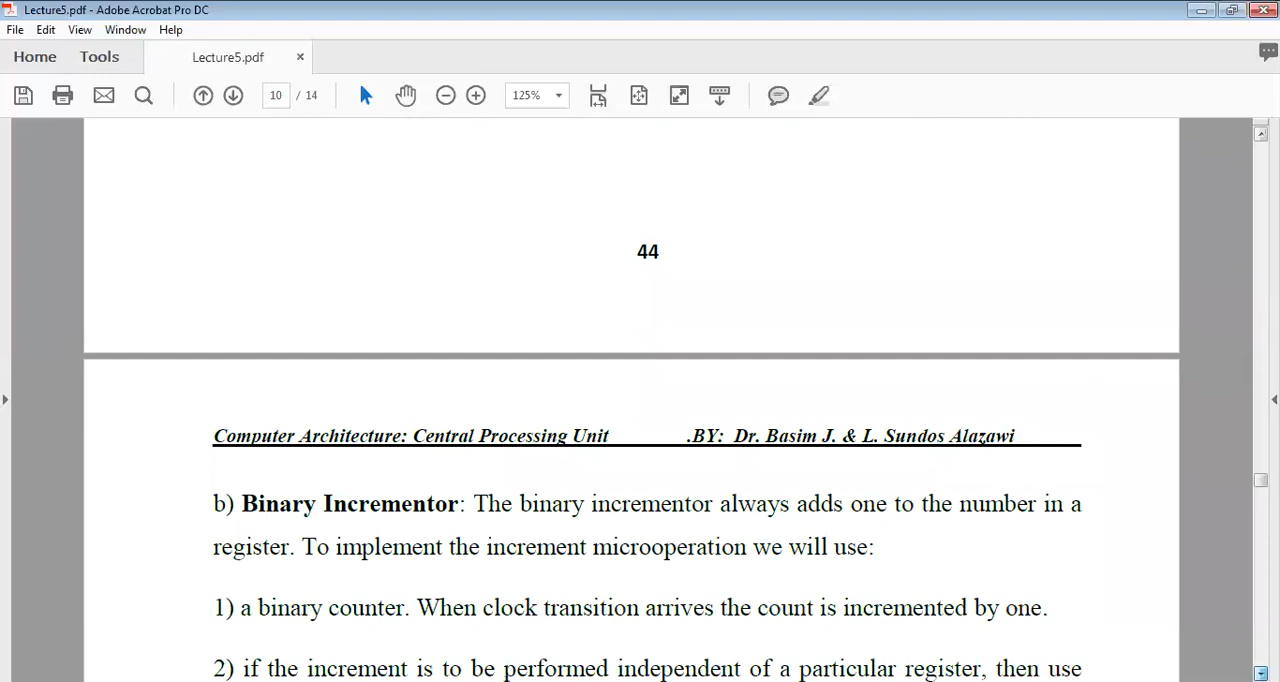 Lecture5.pdf - Adobe Acrobat Pro DC
File Edit View Window Help
Home Tools Lecture5.pdf ×
10 / 14 125%
44
Computer Architecture: Central Processing Unit .BY: Dr. Basim J. & L. Sundos Alazawi
b) Binary Incrementor: The binary incrementor always adds one to the number in a
register. To implement the increment microoperation we will use:
1) a binary counter. When clock transition arrives the count is incremented by one.
2) if the increment is to be performed independent of a particular register, then use